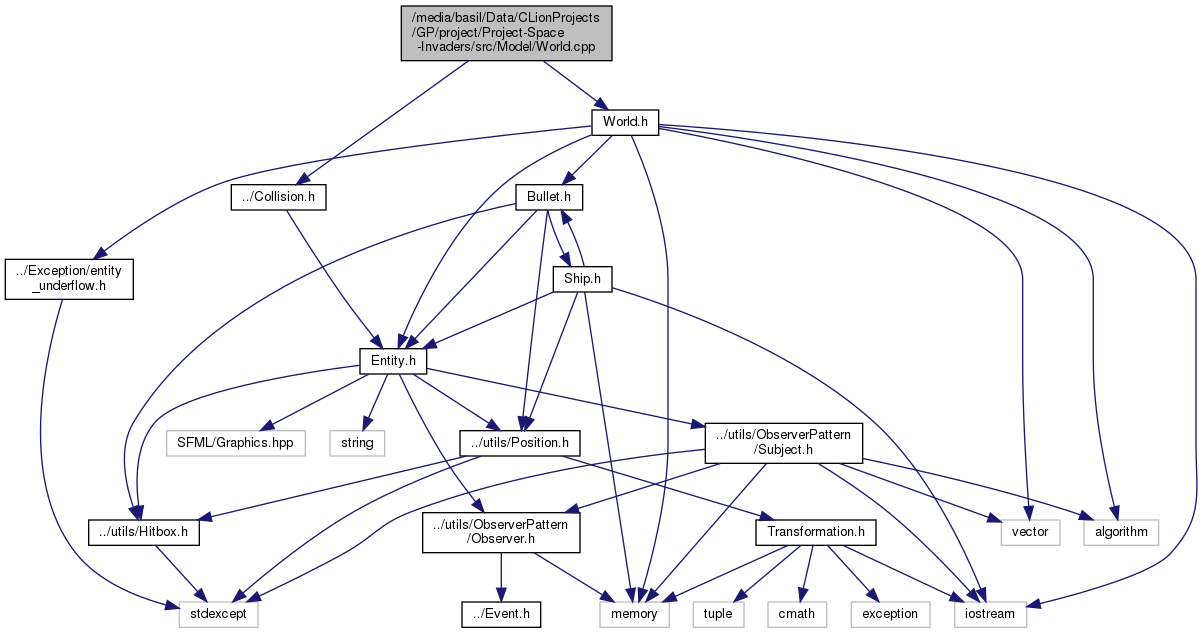 /media/basil/Data/CLionProjects
/GP/project/Project-Space
-Invaders/src/Model/World.cpp
World.h
../Collision.h
Bullet.h
../Exception/entity
_underflow.h
Ship.h
Entity.h
SFML/Graphics.hpp
string
../utils/Position.h
../utils/ObserverPattern
/Subject.h
../utils/Hitbox.h
../utils/ObserverPattern
/Observer.h
Transformation.h
vector
algorithm
stdexcept
../Event.h
memory
tuple
cmath
exception
iostream